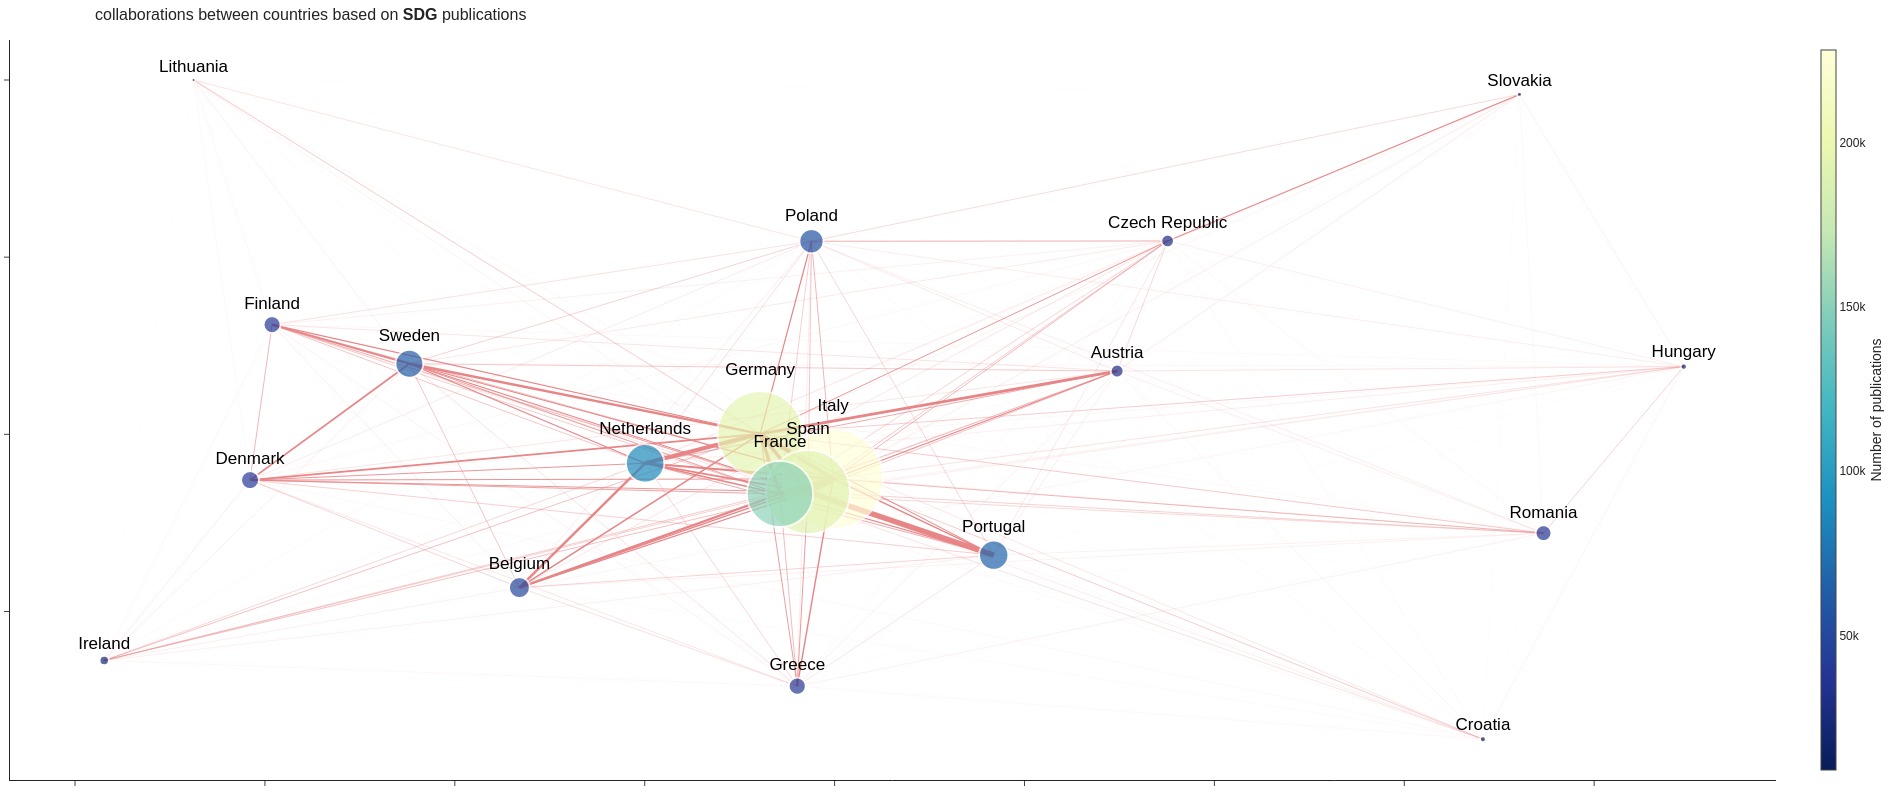 collaborations between countries based on SDG publications
Lithuania
Slovakia
Poland
Czech Republic
Finland
Sweden
Austria
Hungary
Germany
Italy
Netherlands
Spain
France
Denmark
Romania
Portugal
Belgium
Ireland
Greece
Croatia
200k
150k
100k
50k
Number of publications